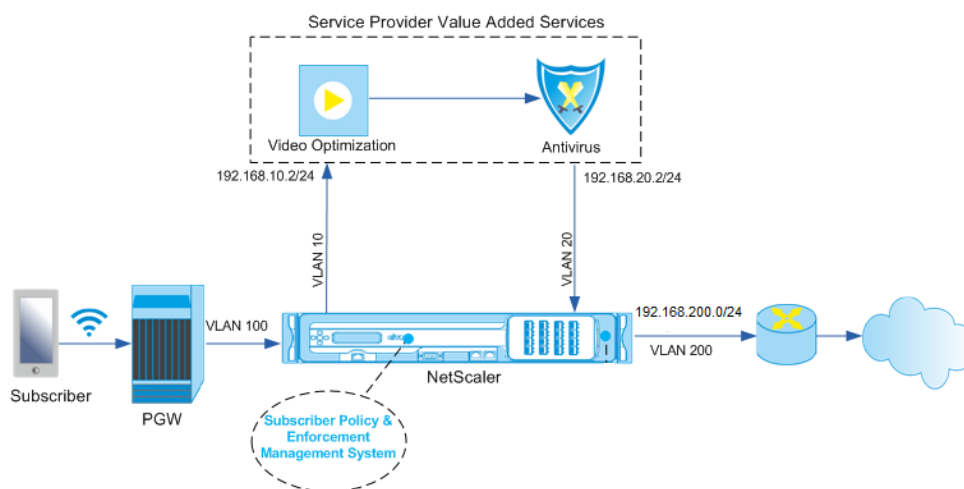 Service Provider Value Added Services
Video Optimization
Antivirus
192.168.10.2/24
192.168.20.2/24
VLAN 10
VLAN 20
VLAN 100
192.168.200.0/24
VLAN 200
Subscriber
PGW
NetScaler
Subscriber Policy &
Enforcement
Management System